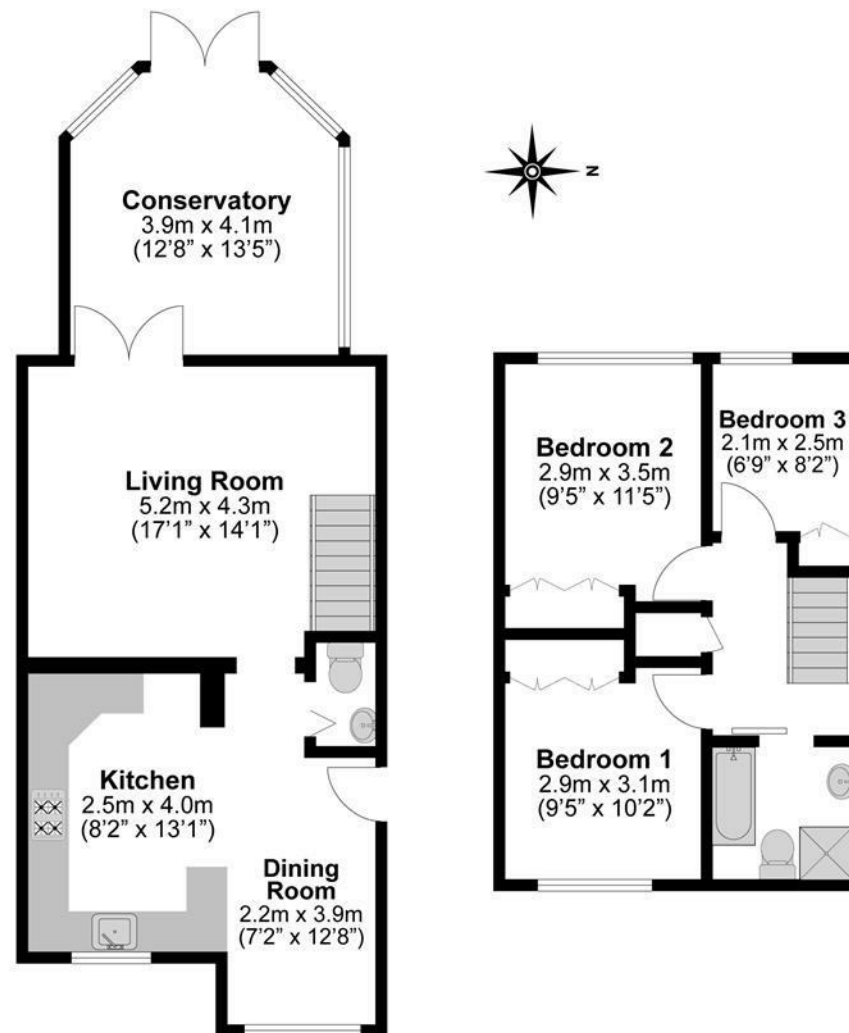 Conservatory
3.9m x 4.1m
(12'8" x 13'5")
N
Living Room
5.2m x 4.3m
(17'1" x 14'1")
Kitchen
2.5m x 4.0m
(8'2" x 13'1")
Dining
Room
2.2m x 3.9m
(7'2" x 12'8")
Bedroom 2
2.9m x 3.5m
(9'5" x 11'5")
Bedroom 3
2.1m x 2.5m
(6'9" x 8'2")
Bedroom 1
2.9m x 3.1m
(9'5" x 10'2")